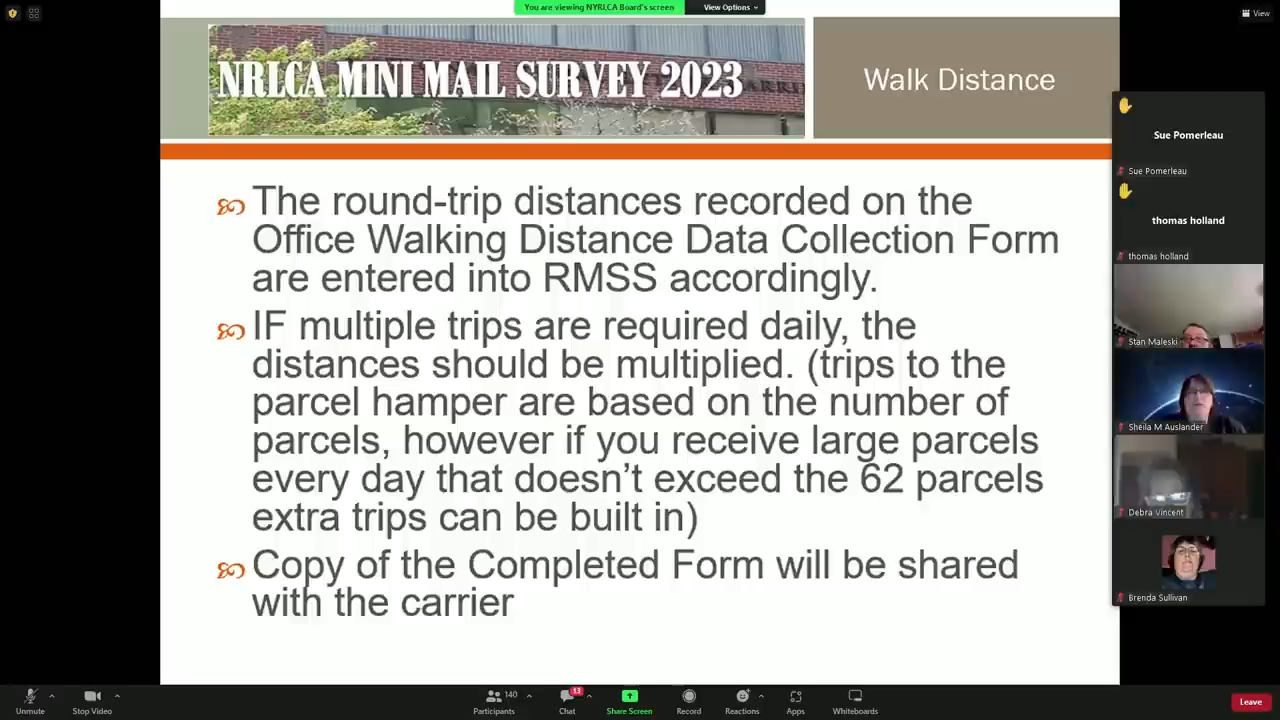 You are viewing NYRLCA Board's screen
View Options
View
NRLCA MINI MAIL SURVEY 2023
Walk Distance
The round-trip distances recorded on the
Office Walking Distance Data Collection Form
are entered into RMSS accordingly.
IF multiple trips are required daily, the
distances should be multiplied. (trips to the
parcel hamper are based on the number of
parcels, however if you receive large parcels
every day that doesn't exceed the 62 parcels
extra trips can be built in)
Copy of the Completed Form will be shared
with the carrier
Sue Pomerleau
Sue Pomerleau
thomas holland
thomas holland
Stan Maleski
Sheila M Auslander
Debra Vincent
Brenda Sullivan
Unmute
Stop Video
140
Participants
13
Chat
Share Screen
Record
Reactions
Apps
Whiteboards
Leave